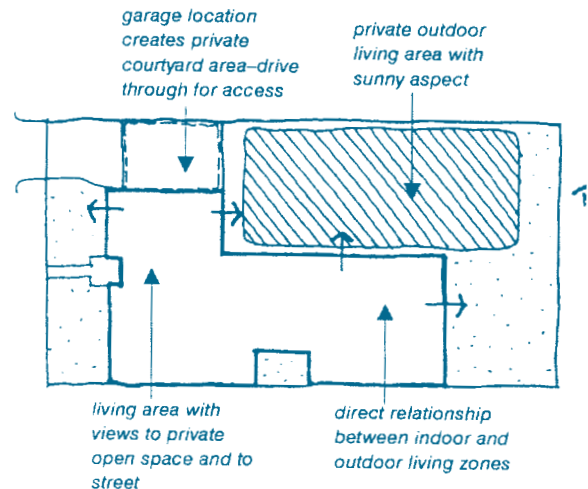 garage location
creates private
courtyard area–drive
through for access
private outdoor
living area with
sunny aspect
living area with
views to private
open space and to
street
direct relationship
between indoor and
outdoor living zones